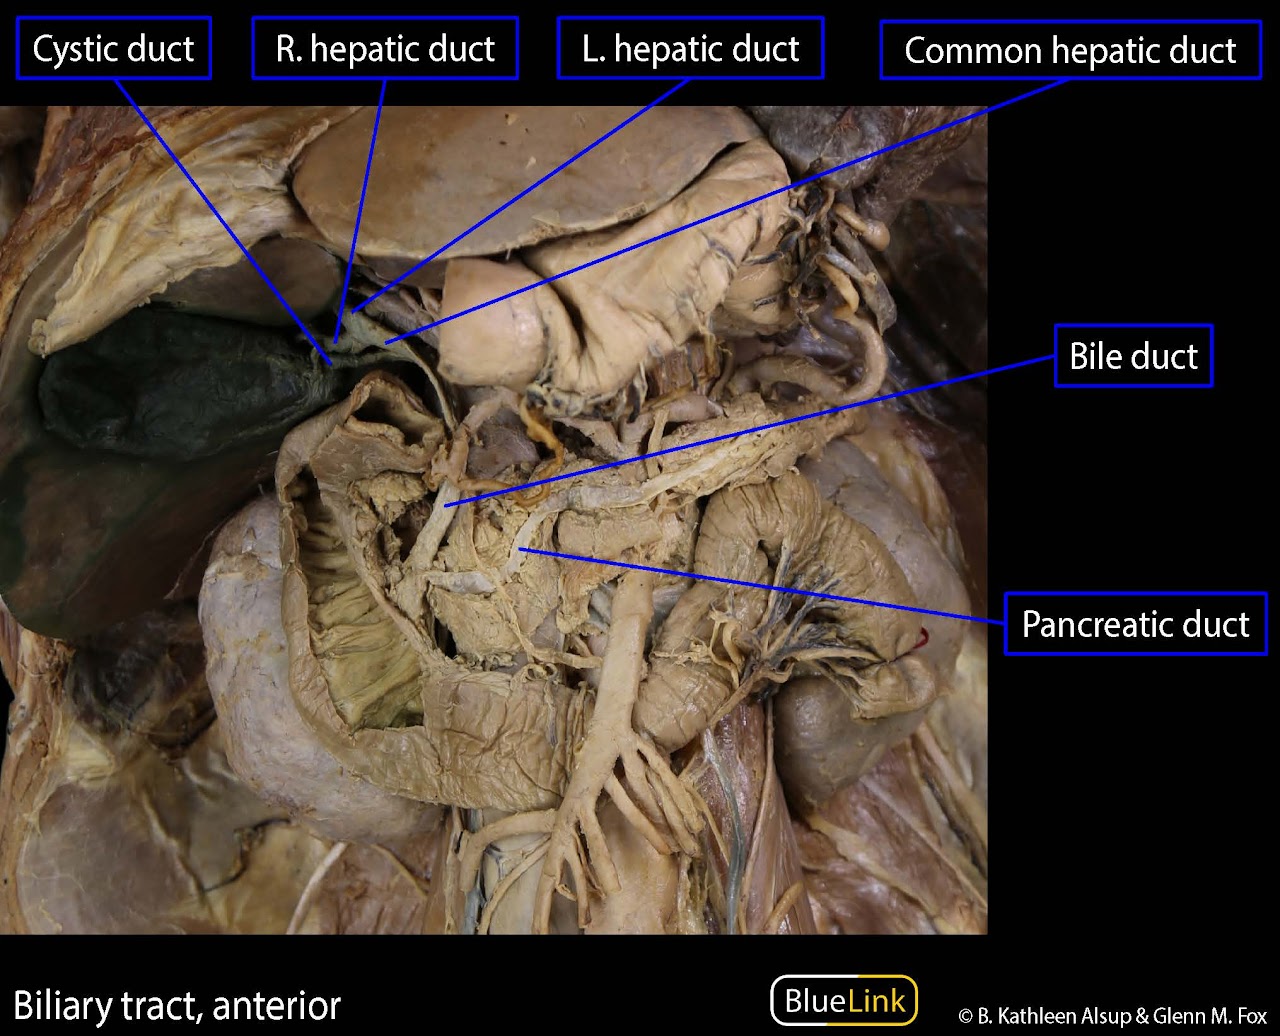 Cystic duct
R. hepatic duct
L. hepatic duct
Common hepatic duct
Bile duct
Pancreatic duct
Biliary tract, anterior
BlueLink
© B. Kathleen Alsup & Glenn M. Fox